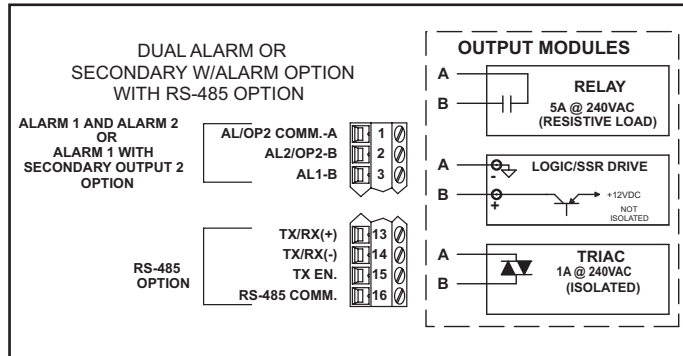 DUAL ALARM OR
SECONDARY W/ALARM OPTION
WITH RS-485 OPTION
ALARM 1 AND ALARM 2
OR
ALARM 1 WITH
SECONDARY OUTPUT 2
OPTION
AL/OP2 COMM.-A 1
AL2/OP2-B 2
AL1-B 3
RS-485
OPTION
TX/RX(+) 13
TX/RX(-) 14
TX EN. 15
RS-485 COMM. 16
OUTPUT MODULES
A
B
RELAY
5A @ 240VAC
(RESISTIVE LOAD)
A
B
-
+
LOGIC/SSR DRIVE
+12VDC
NOT
ISOLATED
A
B
TRIAC
1A @ 240VAC
(ISOLATED)